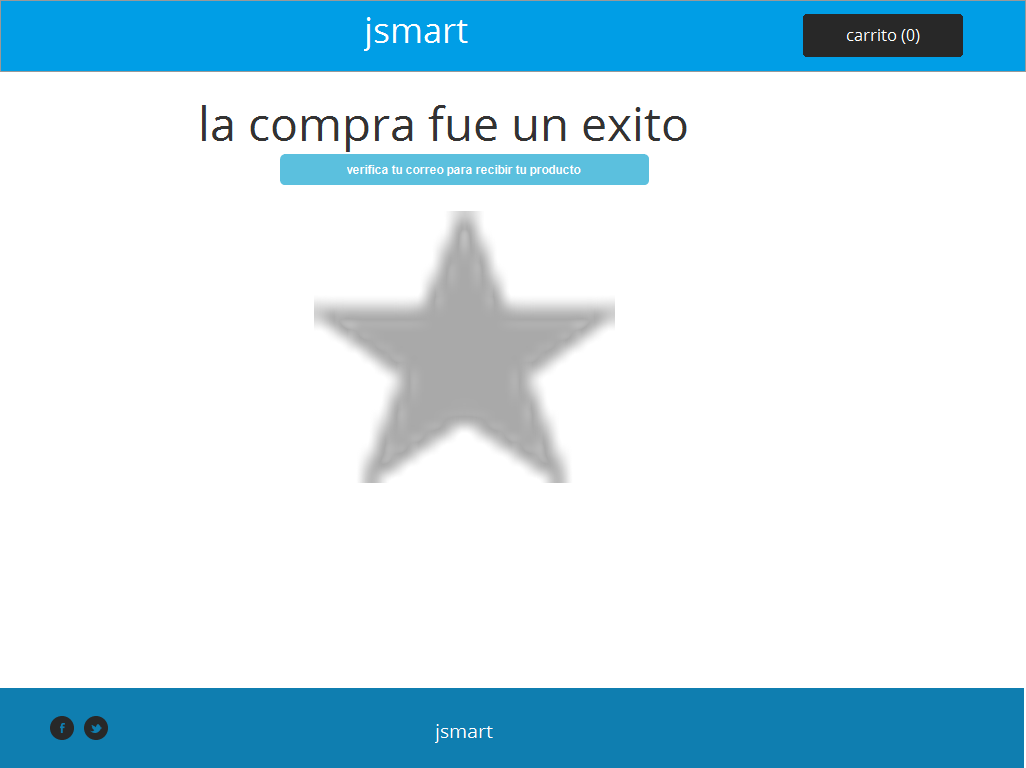 jsmart
carrito (0)
la compra fue un exito
verifica tu correo para recibir tu producto
jsmart